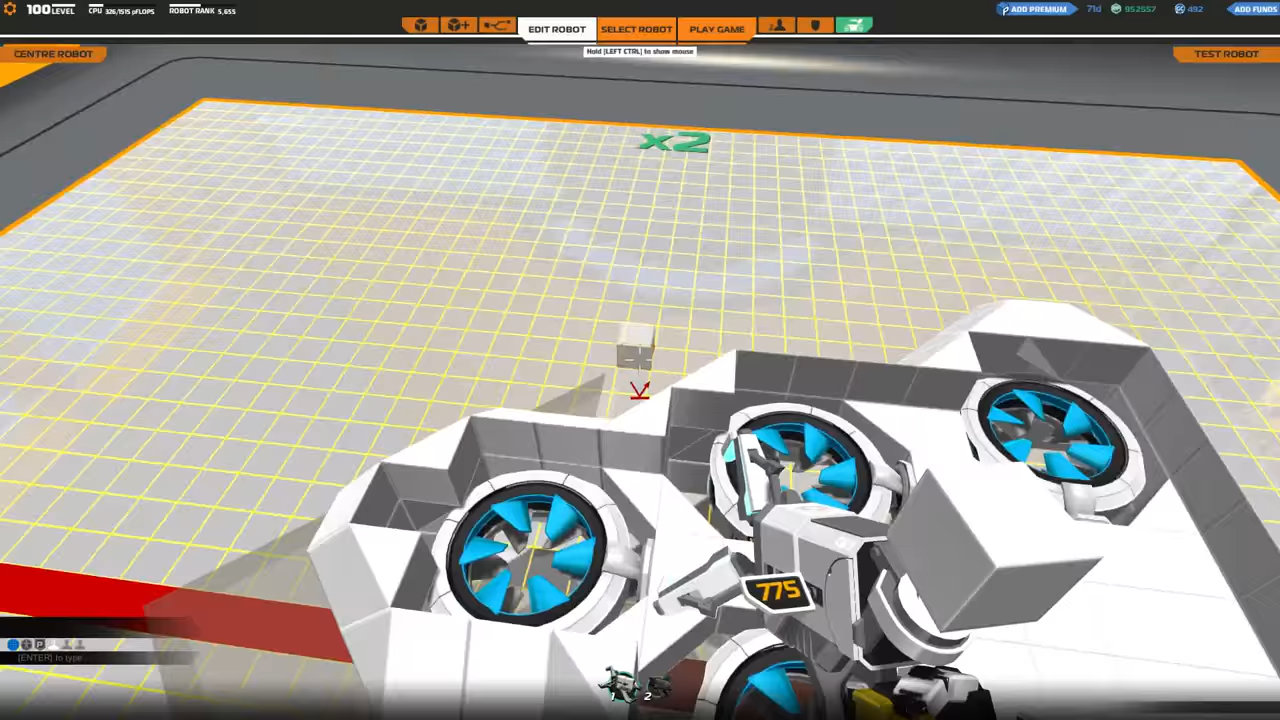 100 LEVEL CPU 326/1515 pFLOPS ROBOT RANK 5,655
ADD PREMIUM 71d 952557 492 ADD FUNDS
EDIT ROBOT SELECT ROBOT PLAY GAME
Hold [LEFT CTRL] to show mouse
CENTRE ROBOT TEST ROBOT
x2
775
[ENTER] to type
1 2